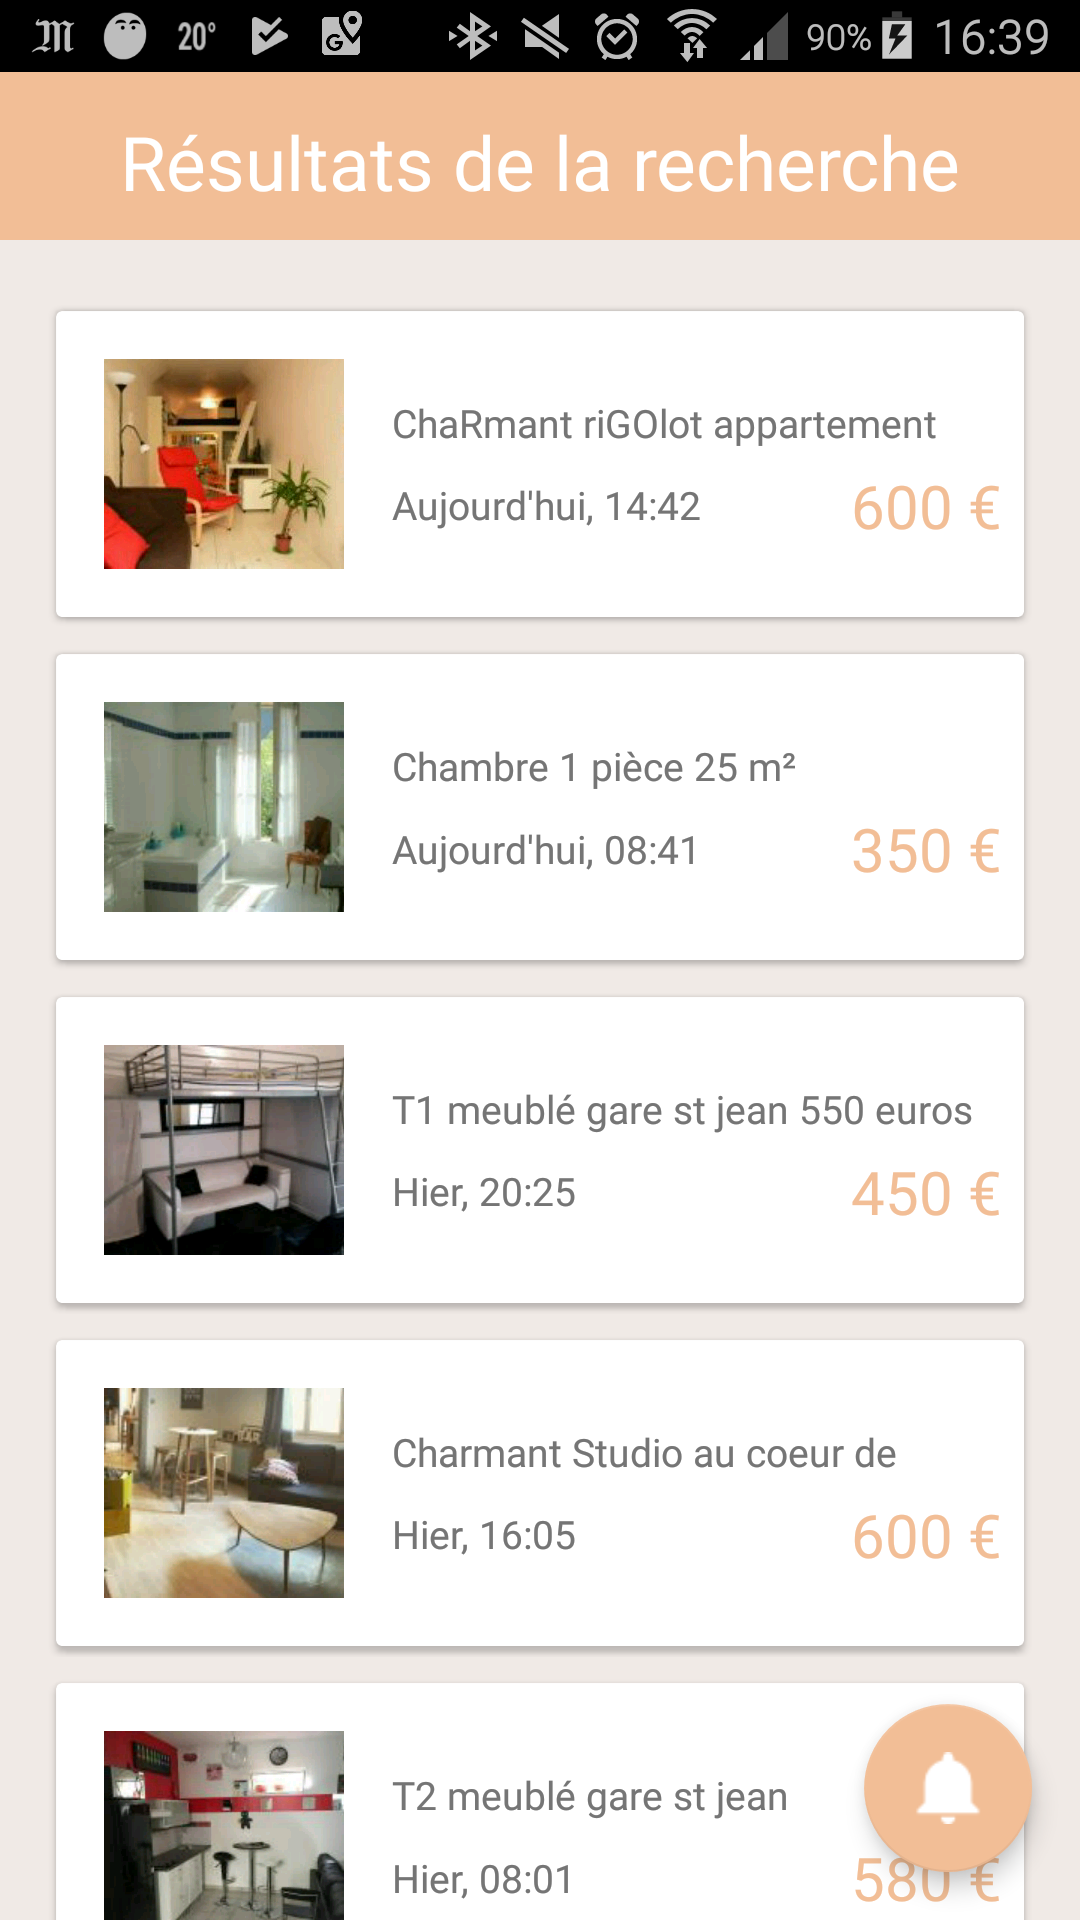 20°
90%
16:39
Résultats de la recherche
ChaRmant riGOlot appartement
Aujourd'hui, 14:42
600 €
Chambre 1 pièce 25 m²
Aujourd'hui, 08:41
350 €
T1 meublé gare st jean 550 euros
Hier, 20:25
450 €
Charmant Studio au coeur de
Hier, 16:05
600 €
T2 meublé gare st jean
Hier, 08:01
580 €